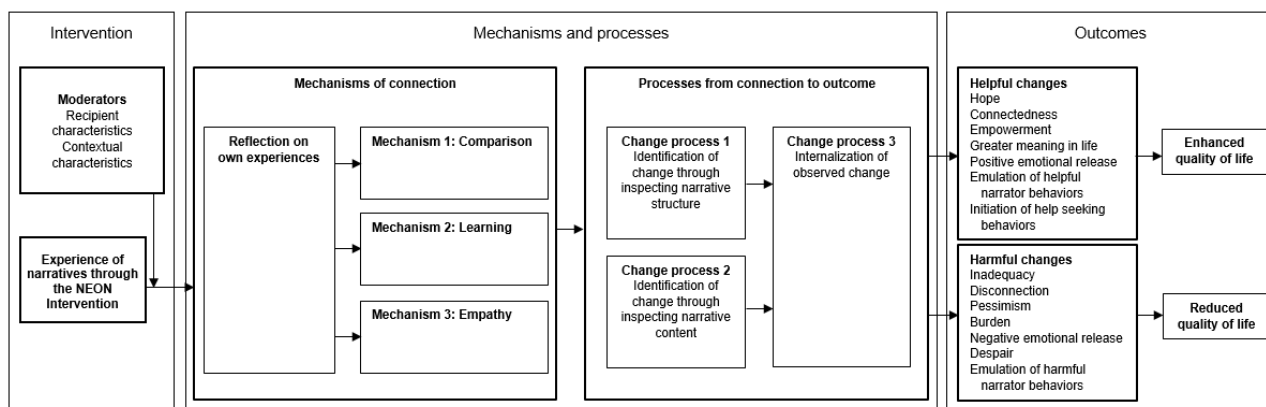 Intervention
Mechanisms and processes
Outcomes
Moderators
Recipient
characteristics
Contextual
characteristics
Experience of
narratives through
the NEON
Intervention
Mechanisms of connection
Reflection on
own experiences
Mechanism 1: Comparison
Mechanism 2: Learning
Mechanism 3: Empathy
Processes from connection to outcome
Change process 1
Identification of
change through
inspecting narrative
structure
Change process 2
Identification of
change through
inspecting narrative
content
Change process 3
Internalization of
observed change
Helpful changes
Hope
Connectedness
Empowerment
Greater meaning in life
Positive emotional release
Emulation of helpful
narrator behaviors
Initiation of help seeking
behaviors
Enhanced
quality of life
Harmful changes
Inadequacy
Disconnection
Pessimism
Burden
Negative emotional release
Despair
Emulation of harmful
narrator behaviors
Reduced
quality of life